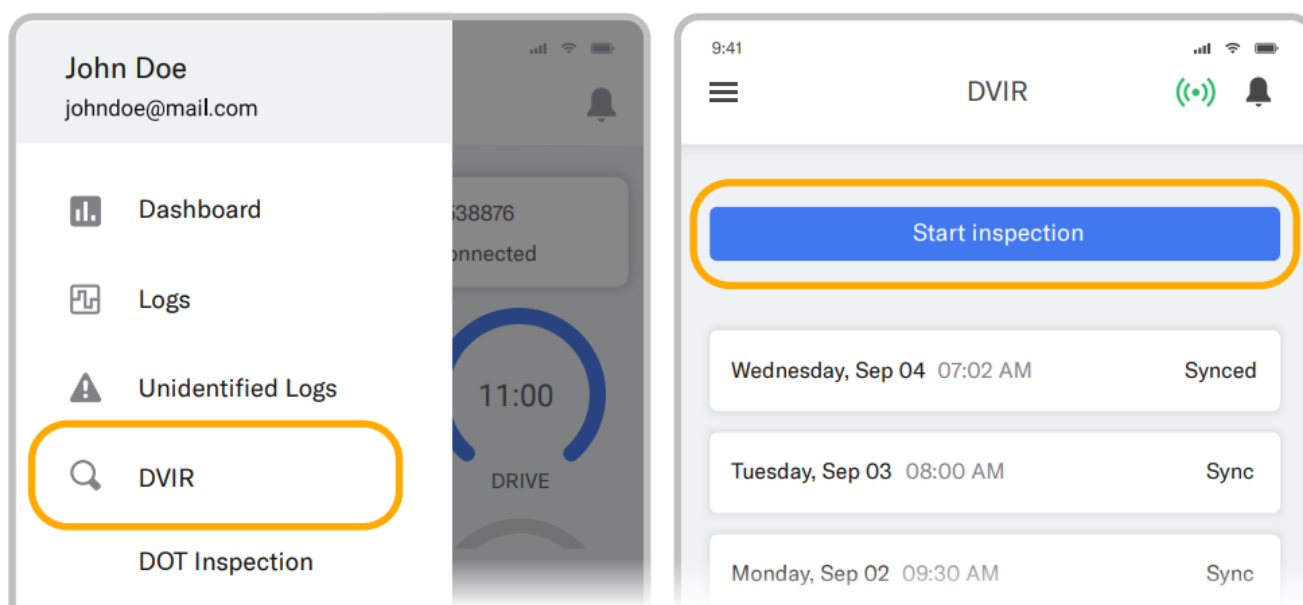 John Doe
johndoe@mail.com
Dashboard
Logs
Unidentified Logs
DVIR
DOT Inspection
538876
onnected
11:00
DRIVE
9:41
DVIR
Start inspection
Wednesday, Sep 04 07:02 AM Synced
Tuesday, Sep 03 08:00 AM Sync
Monday, Sep 02 09:30 AM Sync